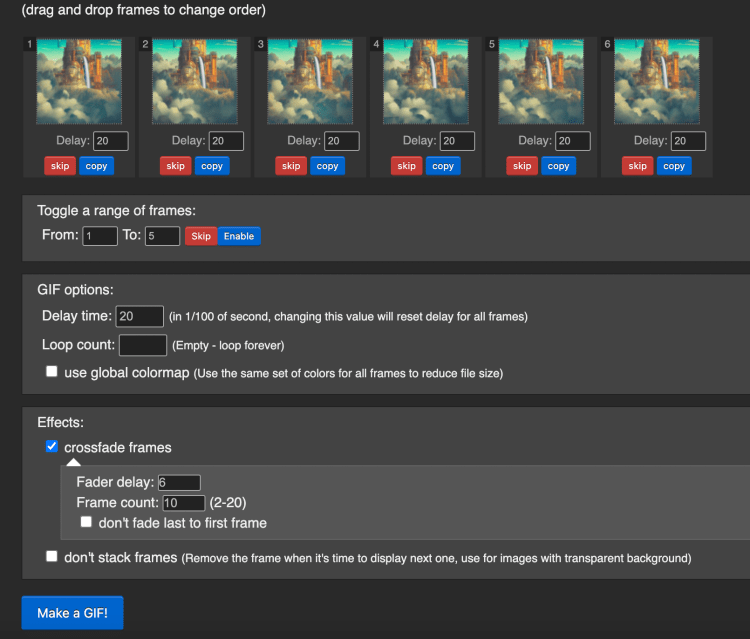 (drag and drop frames to change order)
1 2 3 4 5 6
Delay: 20 Delay: 20 Delay: 20 Delay: 20 Delay: 20 Delay: 20
skip copy skip copy skip copy skip copy skip copy skip copy
Toggle a range of frames:
From: 1 To: 5 Skip Enable
GIF options:
Delay time: 20 (in 1/100 of second, changing this value will reset delay for all frames)
Loop count: (Empty - loop forever)
use global colormap (Use the same set of colors for all frames to reduce file size)
Effects:
crossfade frames
Fader delay: 6
Frame count: 10 (2-20)
don't fade last to first frame
don't stack frames (Remove the frame when it's time to display next one, use for images with transparent background)
Make a GIF!